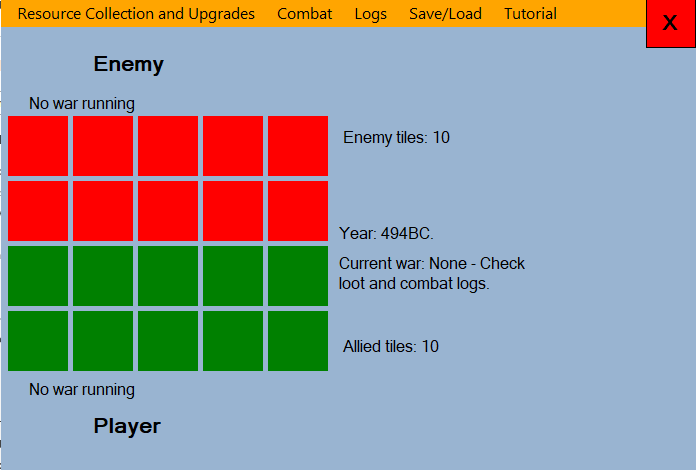 Resource Collection and Upgrades Combat Logs Save/Load Tutorial X
Enemy
No war running
Enemy tiles: 10
Year: 494BC.
Current war: None - Check
loot and combat logs.
Allied tiles: 10
No war running
Player